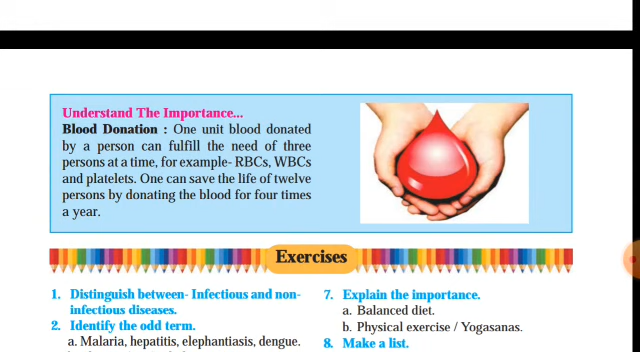 Understand The Importance...
Blood Donation : One unit blood donated
by a person can fulfill the need of three
persons at a time, for example- RBCs, WBCs
and platelets. One can save the life of twelve
persons by donating the blood for four times
a year.
Exercises
1. Distinguish between- Infectious and non-
infectious diseases.
2. Identify the odd term.
a. Malaria, hepatitis, elephantiasis, dengue.
7. Explain the importance.
a. Balanced diet.
b. Physical exercise / Yogasanas.
8. Make a list.